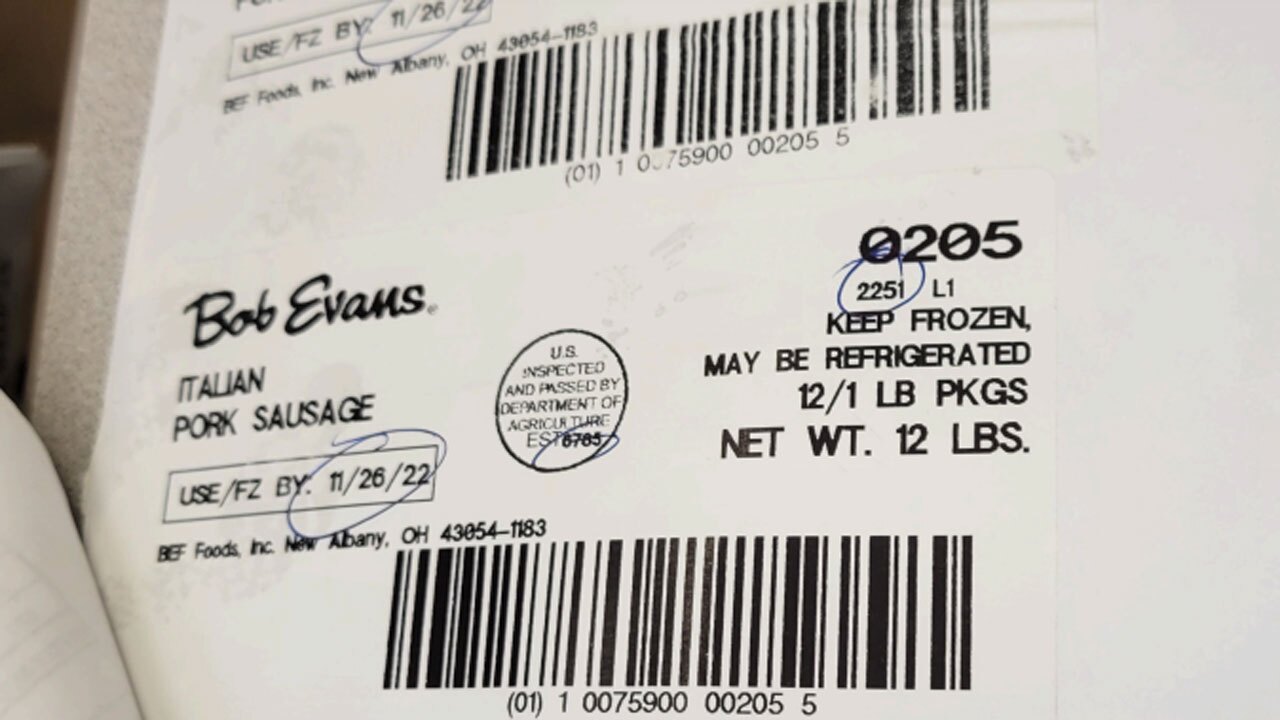 USE/FZ BY: 11/26/22
BEF Foods, Inc. New Albany, OH 43054-1183
(01) 1 0075900 00205 5
0205
2251 L1
KEEP FROZEN,
MAY BE REFRIGERATED
12/1 LB PKGS
NET WT. 12 LBS.
Bob Evans®
ITALIAN
PORK SAUSAGE
U.S.
INSPECTED
AND PASSED BY
DEPARTMENT OF
AGRICULTURE
EST 6785
USE/FZ BY: 11/26/22
BEF Foods, Inc. New Albany, OH 43054-1183
(01) 1 0075900 00205 5